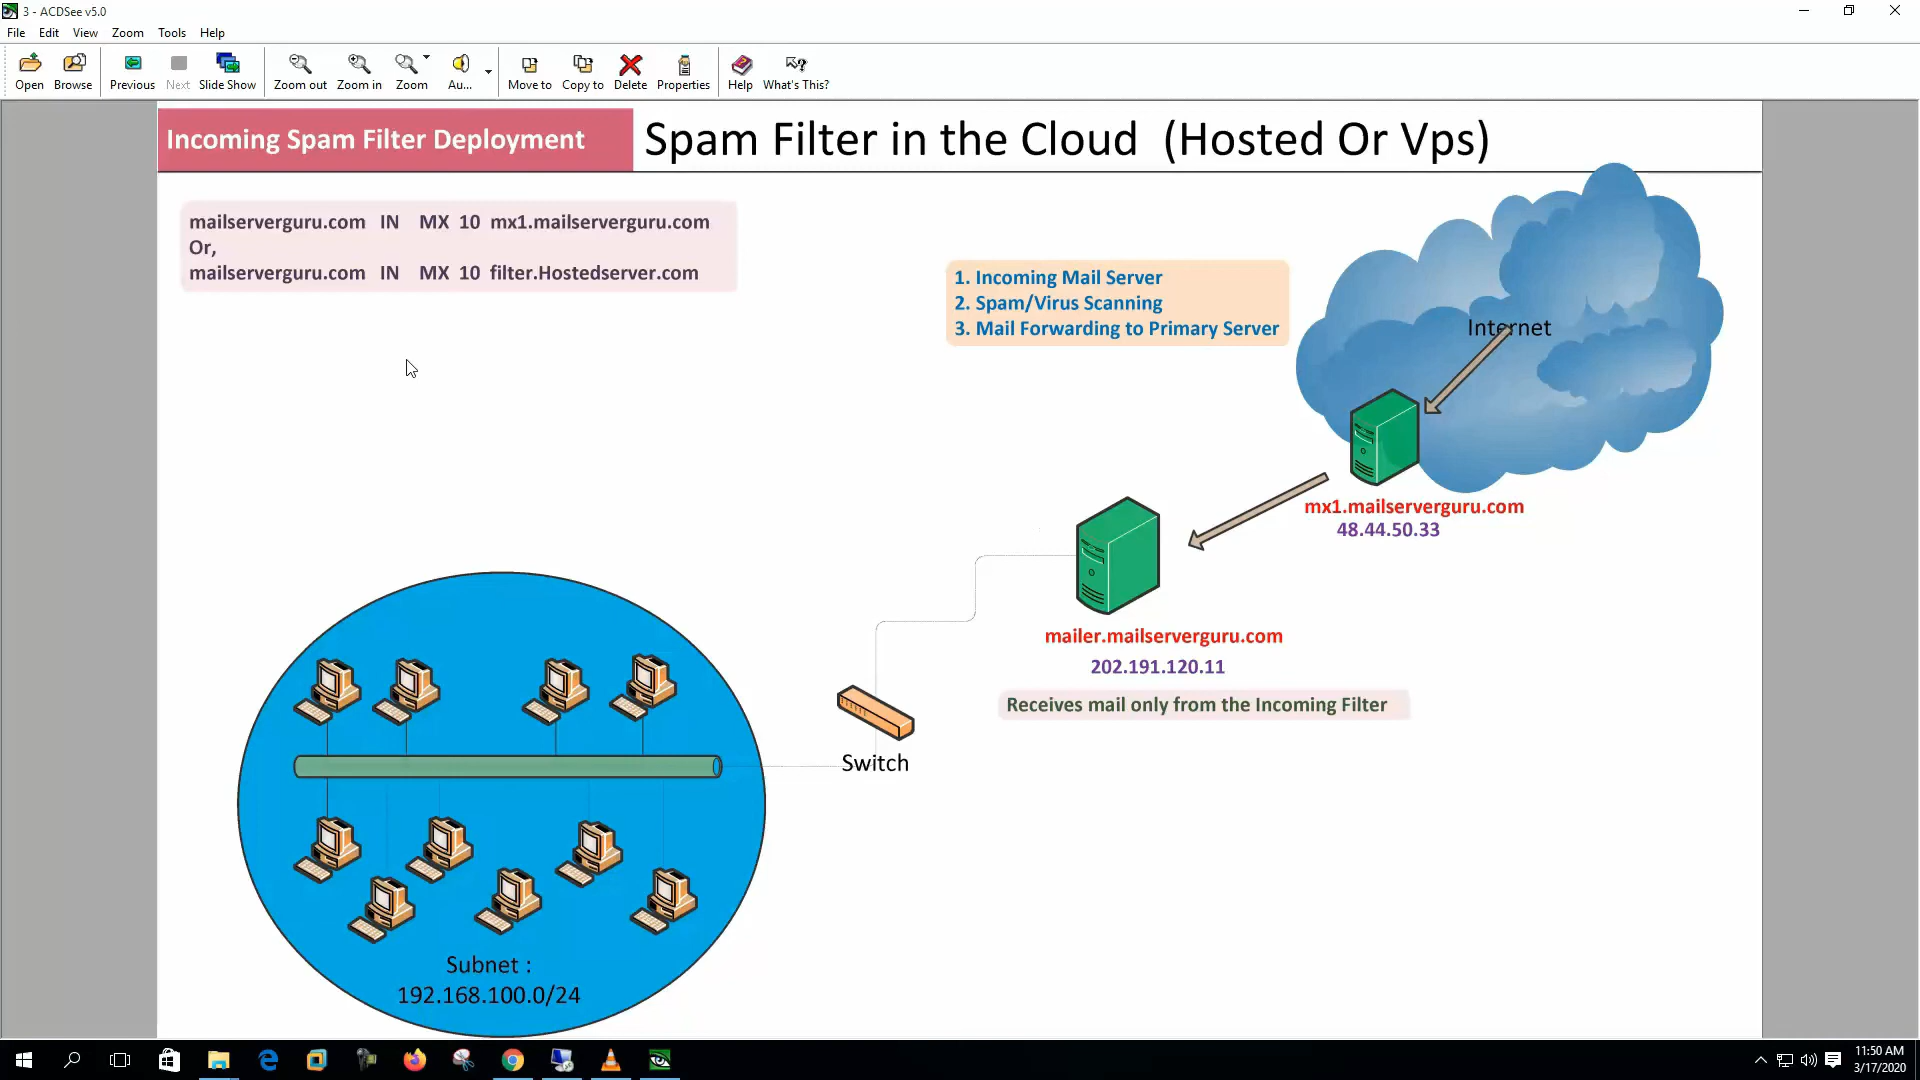 3 - ACDSee v5.0
File Edit View Zoom Tools Help
Open Browse Previous Next Slide Show Zoom out Zoom in Zoom Au... Move to Copy to Delete Properties Help What's This?
Incoming Spam Filter Deployment
Spam Filter in the Cloud (Hosted Or Vps)
mailserverguru.com IN MX 10 mx1.mailserverguru.com
Or,
mailserverguru.com IN MX 10 filter.Hostedserver.com
1. Incoming Mail Server
2. Spam/Virus Scanning
3. Mail Forwarding to Primary Server
Internet
mx1.mailserverguru.com
48.44.50.33
mailer.mailserverguru.com
202.191.120.11
Receives mail only from the Incoming Filter
Switch
Subnet :
192.168.100.0/24
11:50 AM
3/17/2020